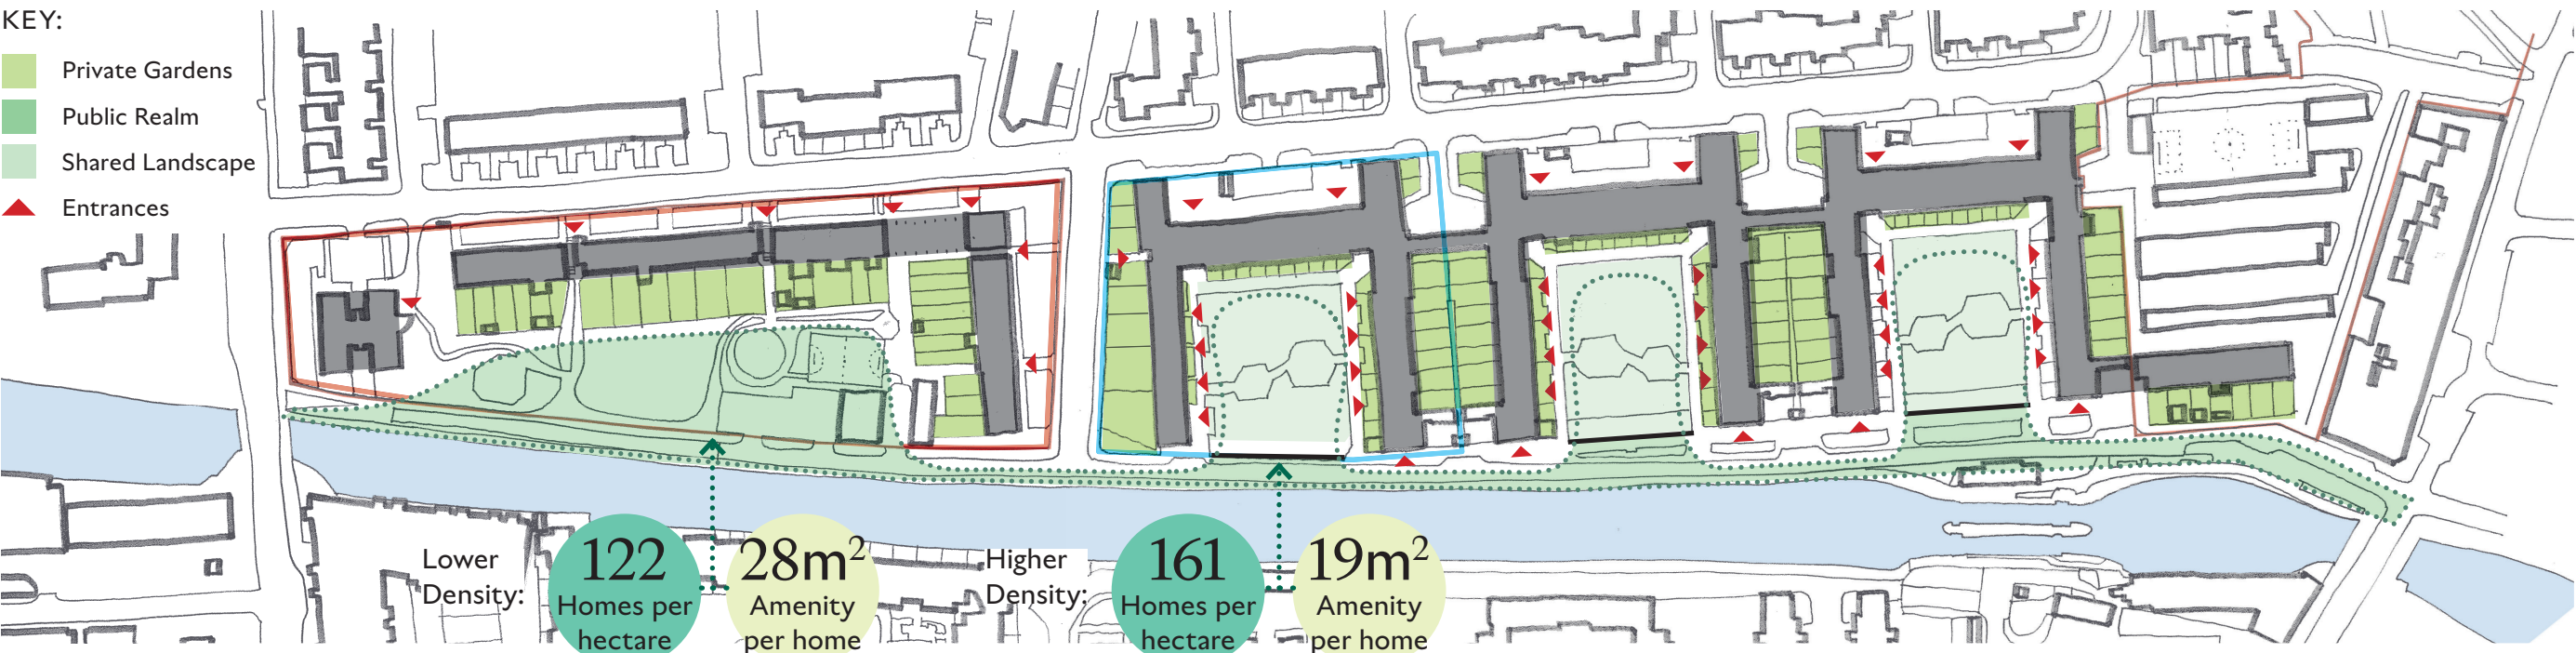 KEY:
Private Gardens
Public Realm
Shared Landscape
Entrances
Lower
Density:
122
Homes per
hectare
28m²
Amenity
per home
Higher
Density:
161
Homes per
hectare
19m²
Amenity
per home